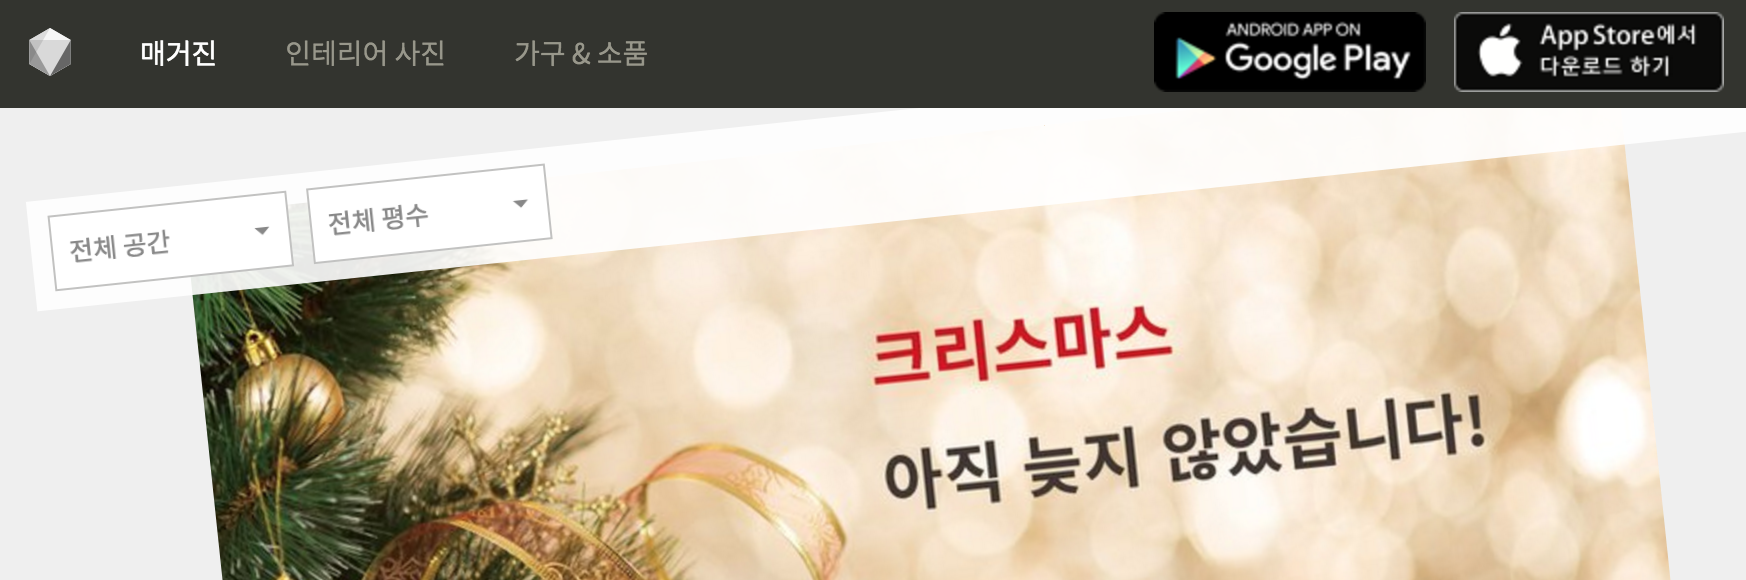 매거진
인테리어 사진
가구 & 소품
ANDROID APP ON
Google Play
App Store에서
다운로드 하기
전체 공간
전체 평수
크리스마스
아직 늦지 않았습니다!